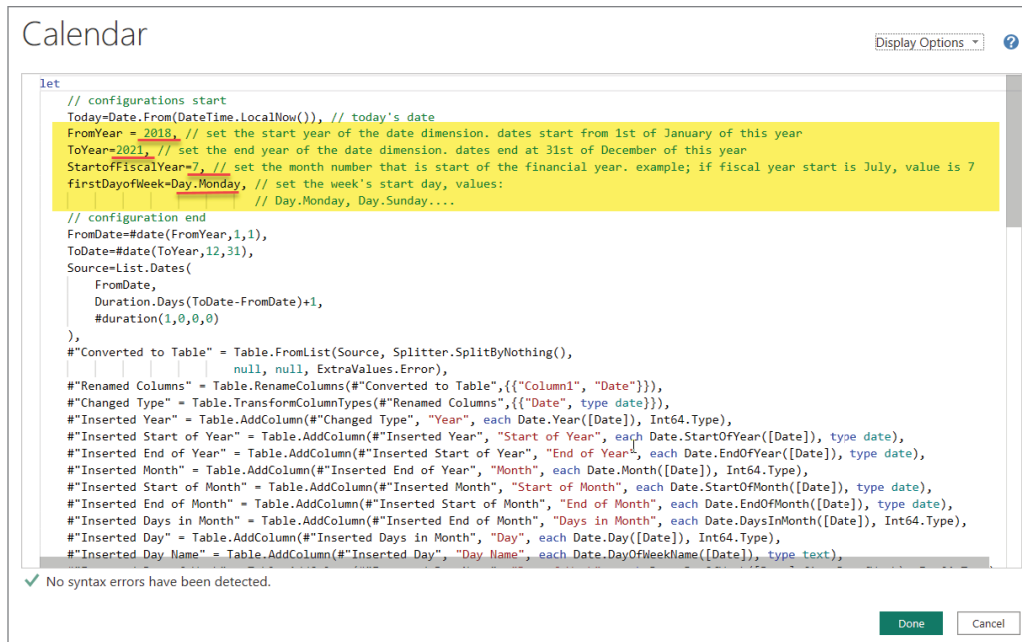 Calendar
Display Options
?
let
// configurations start
Today=Date.From(DateTime.LocalNow()), // today's date
FromYear = 2018, // set the start year of the date dimension. dates start from 1st of January of this year
ToYear=2021, // set the end year of the date dimension. dates end at 31st of December of this year
StartofFiscalYear=7, // set the month number that is start of the financial year. example; if fiscal year start is July, value is 7
firstDayofWeek=Day.Monday, // set the week's start day, values:
// Day.Monday, Day.Sunday....
// configuration end
FromDate=#date(FromYear,1,1),
ToDate=#date(ToYear,12,31),
Source=List.Dates(
FromDate,
Duration.Days(ToDate-FromDate)+1,
#duration(1,0,0,0)
),
#"Converted to Table" = Table.FromList(Source, Splitter.SplitByNothing(),
null, null, ExtraValues.Error),
#"Renamed Columns" = Table.RenameColumns(#"Converted to Table",{{"Column1", "Date"}}),
#"Changed Type" = Table.TransformColumnTypes(#"Renamed Columns",{{"Date", type date}}),
#"Inserted Year" = Table.AddColumn(#"Changed Type", "Year", each Date.Year([Date]), Int64.Type),
#"Inserted Start of Year" = Table.AddColumn(#"Inserted Year", "Start of Year", each Date.StartOfYear([Date]), type date),
#"Inserted End of Year" = Table.AddColumn(#"Inserted Start of Year", "End of Year", each Date.EndOfYear([Date]), type date),
#"Inserted Month" = Table.AddColumn(#"Inserted End of Year", "Month", each Date.Month([Date]), Int64.Type),
#"Inserted Start of Month" = Table.AddColumn(#"Inserted Month", "Start of Month", each Date.StartOfMonth([Date]), type date),
#"Inserted End of Month" = Table.AddColumn(#"Inserted Start of Month", "End of Month", each Date.EndOfMonth([Date]), type date),
#"Inserted Days in Month" = Table.AddColumn(#"Inserted End of Month", "Days in Month", each Date.DaysInMonth([Date]), Int64.Type),
#"Inserted Day" = Table.AddColumn(#"Inserted Days in Month", "Day", each Date.Day([Date]), Int64.Type),
#"Inserted Day Name" = Table.AddColumn(#"Inserted Day", "Day Name", each Date.DayOfWeekName([Date]), type text),
No syntax errors have been detected.
Done
Cancel